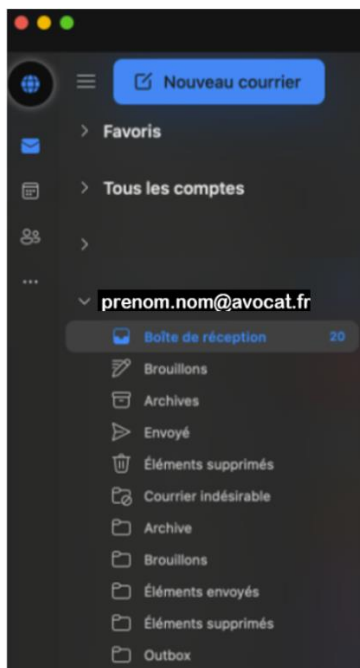 Nouveau courrier
Favoris
Tous les comptes
prenom.nom@avocat.fr
Boîte de réception 20
Brouillons
Archives
Envoyé
Éléments supprimés
Courrier indésirable
Archive
Brouillons
Éléments envoyés
Éléments supprimés
Outbox